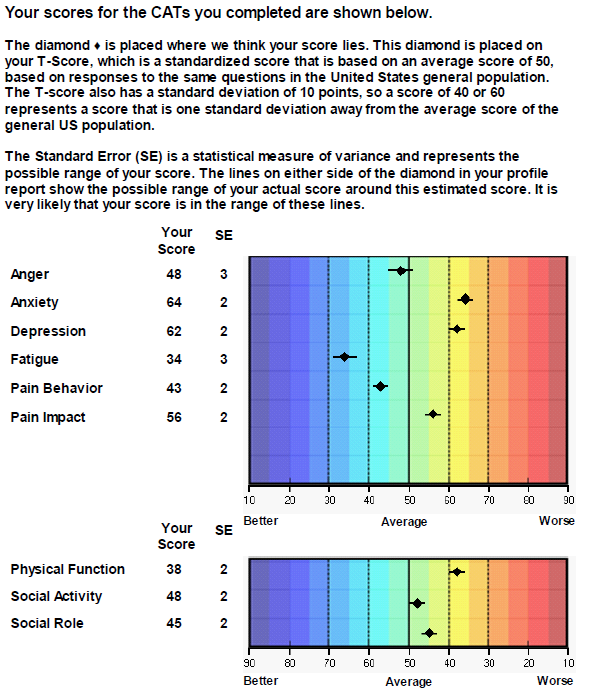 Your scores for the CATs you completed are shown below.
The diamond ♦ is placed where we think your score lies. This diamond is placed on
your T-Score, which is a standardized score that is based on an average score of 50,
based on responses to the same questions in the United States general population.
The T-score also has a standard deviation of 10 points, so a score of 40 or 60
represents a score that is one standard deviation away from the average score of the
general US population.
The Standard Error (SE) is a statistical measure of variance and represents the
possible range of your score. The lines on either side of the diamond in your profile
report show the possible range of your actual score around this estimated score. It is
very likely that your score is in the range of these lines.
Your Score SE
Anger 48 3
Anxiety 64 2
Depression 62 2
Fatigue 34 3
Pain Behavior 43 2
Pain Impact 56 2
10 20 30 40 50 60 70 80 90
Better Average Worse
Your Score SE
Physical Function 38 2
Social Activity 48 2
Social Role 45 2
90 80 70 60 50 40 30 20 10
Better Average Worse